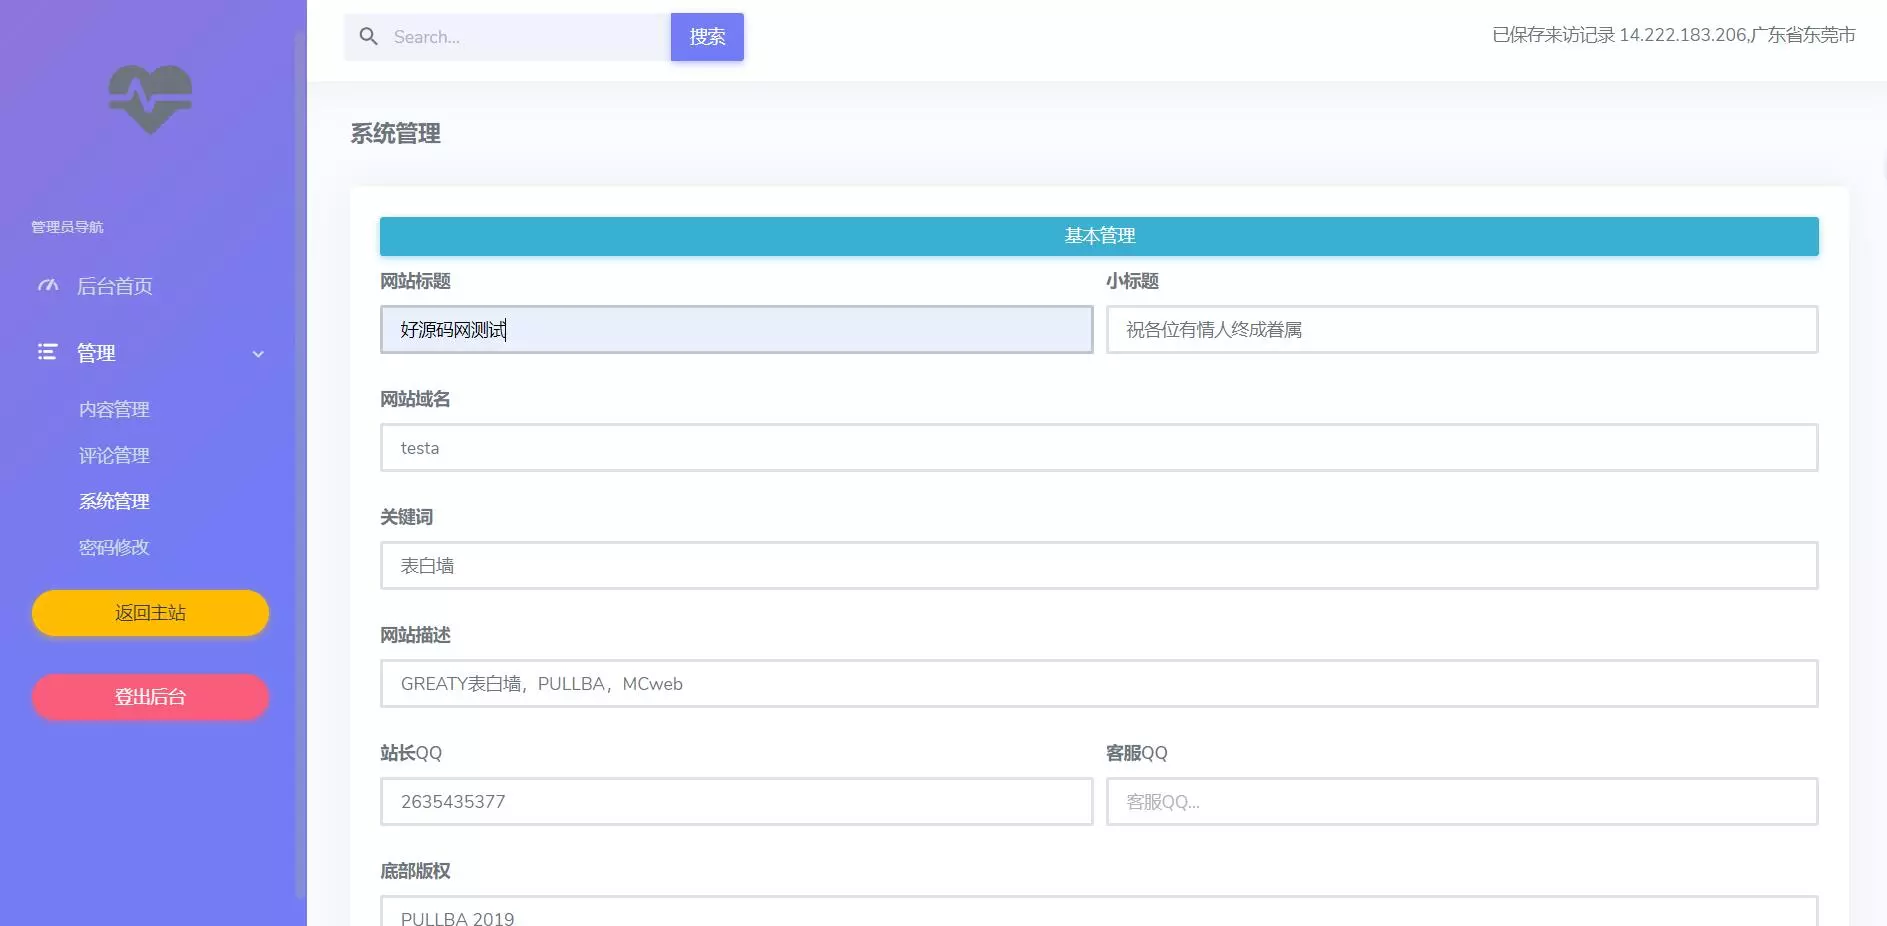 Search...
搜索
已保存来访记录 14.222.183.206,广东省东莞市
管理员导航
后台首页
管理
内容管理
评论管理
系统管理
密码修改
返回主站
登出后台
系统管理
基本管理
网站标题
小标题
好源码网测试
祝各位有情人终成眷属
网站域名
testa
关键词
表白墙
网站描述
GREATY表白墙，PULLBA，MCweb
站长QQ
客服QQ
2635435377
客服QQ...
底部版权
PULLBA 2019